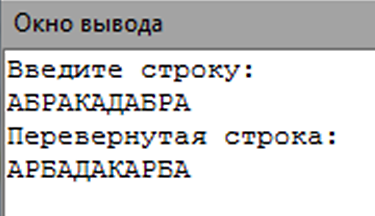 Окно вывода
Введите строку:
АБРАКАДАБРА
Перевернутая строка:
АРБАДАКАРБА